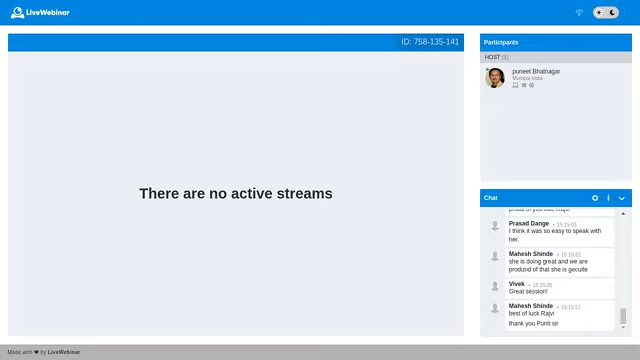 LiveWebinar
ID: 758-135-141
There are no active streams
Participants
HOST (1)
puneet Bhatnagar
Mumbai India
Chat
proud of you
Prasad Dange • 15:15:05
I think it was so easy to speak with
her.
Mahesh Shinde • 15:15:22
she is doing great and we are
prodund of that she is gecuite
Vivek • 15:15:26
Great session!
Mahesh Shinde • 15:15:52
best of luck Rajvi
thank you Punit sir
Made with ❤ by LiveWebinar